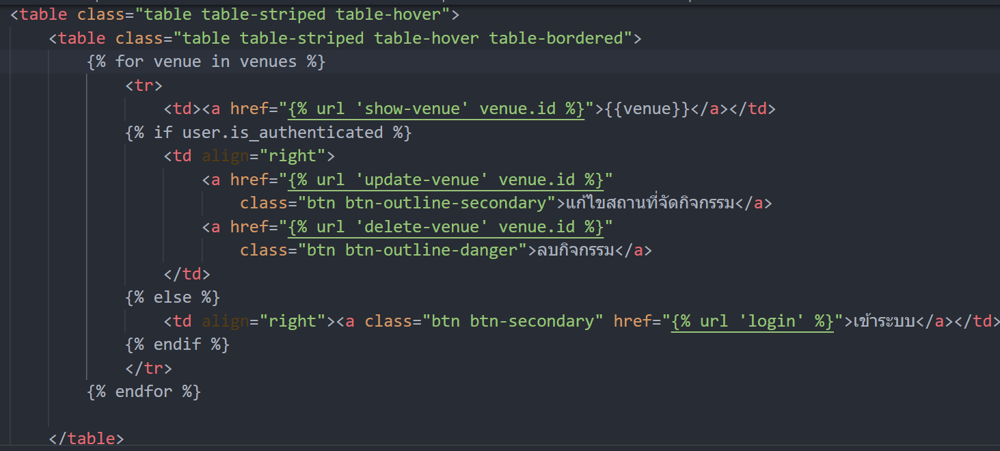 <table class="table table-striped table-hover">
<table class="table table-striped table-hover table-bordered">
{% for venue in venues %}
<tr>
<td><a href="{% url 'show-venue' venue.id %}">{{venue}}</a></td>
{% if user.is_authenticated %}
<td align="right">
<a href="{% url 'update-venue' venue.id %}"
class="btn btn-outline-secondary">แก้ไขสถานที่จัดกิจกรรม</a>
<a href="{% url 'delete-venue' venue.id %}"
class="btn btn-outline-danger">ลบกิจกรรม</a>
</td>
{% else %}
<td align="right"><a class="btn btn-secondary" href="{% url 'login' %}">เข้าระบบ</a></td>
{% endif %}
</tr>
{% endfor %}
</table>